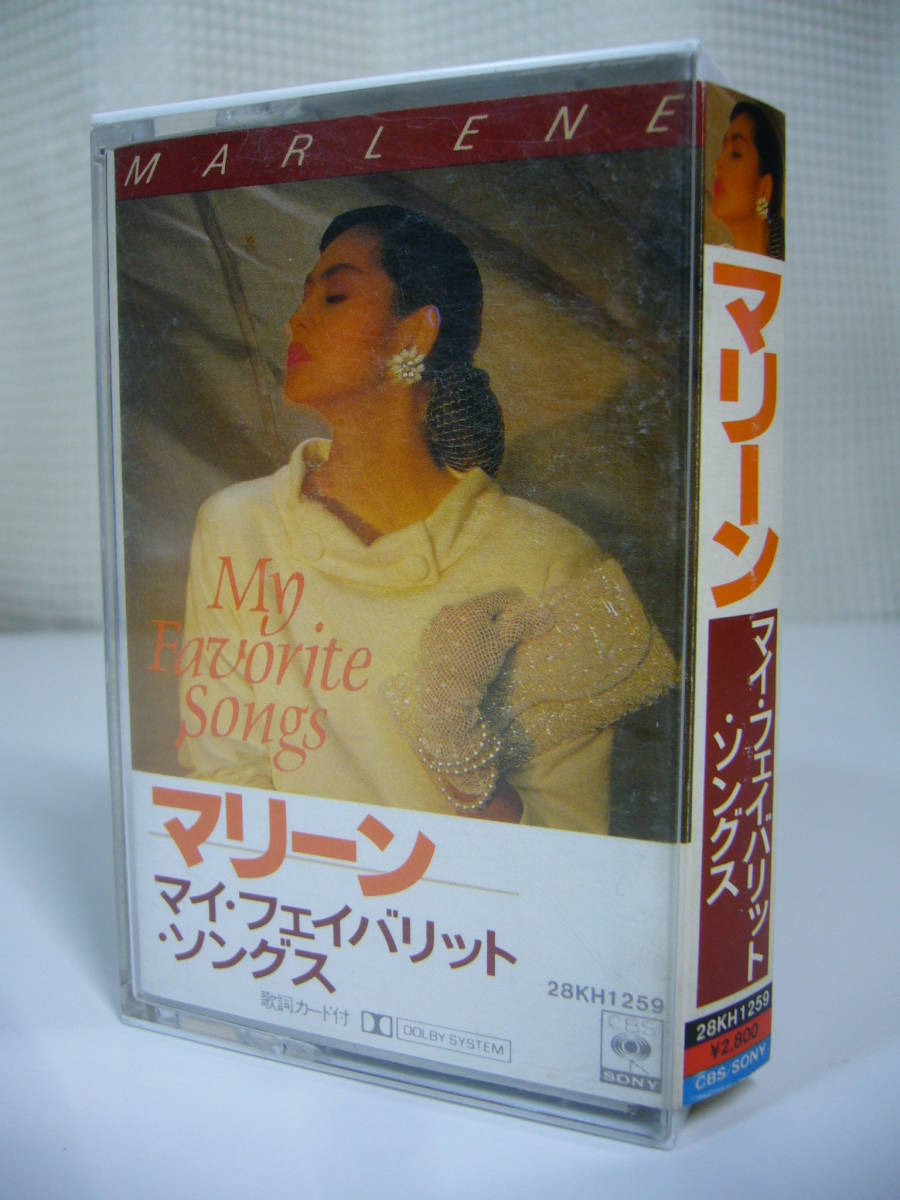 MARLENE
My
Favorite
Songs
マリーン
マイ・フェイバリット
・ソングス
28KH1259
歌詞カード付
DOLBY SYSTEM
CBS
SONY
マリーン
マイ・フェイバリット
・ソングス
28KH1259
¥2,800
CBS/SONY